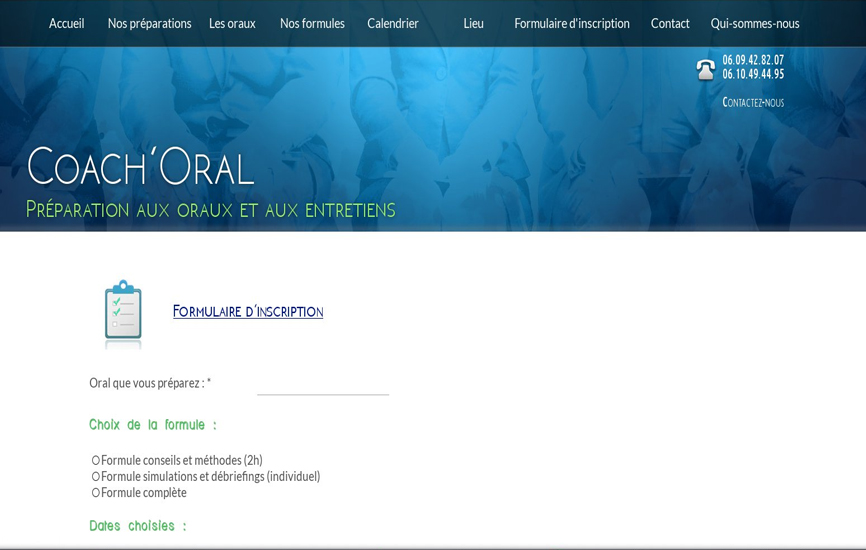 Accueil Nos préparations Les oraux Nos formules Calendrier Lieu Formulaire d'inscription Contact Qui-sommes-nous
06.09.42.82.07
06.10.49.44.95
Contactez-nous
Coach'Oral
Préparation aux oraux et aux entretiens
Formulaire d'inscription
Oral que vous préparez : *
Choix de la formule :
Formule conseils et méthodes (2h)
Formule simulations et débriefings (individuel)
Formule complète
Dates choisies :